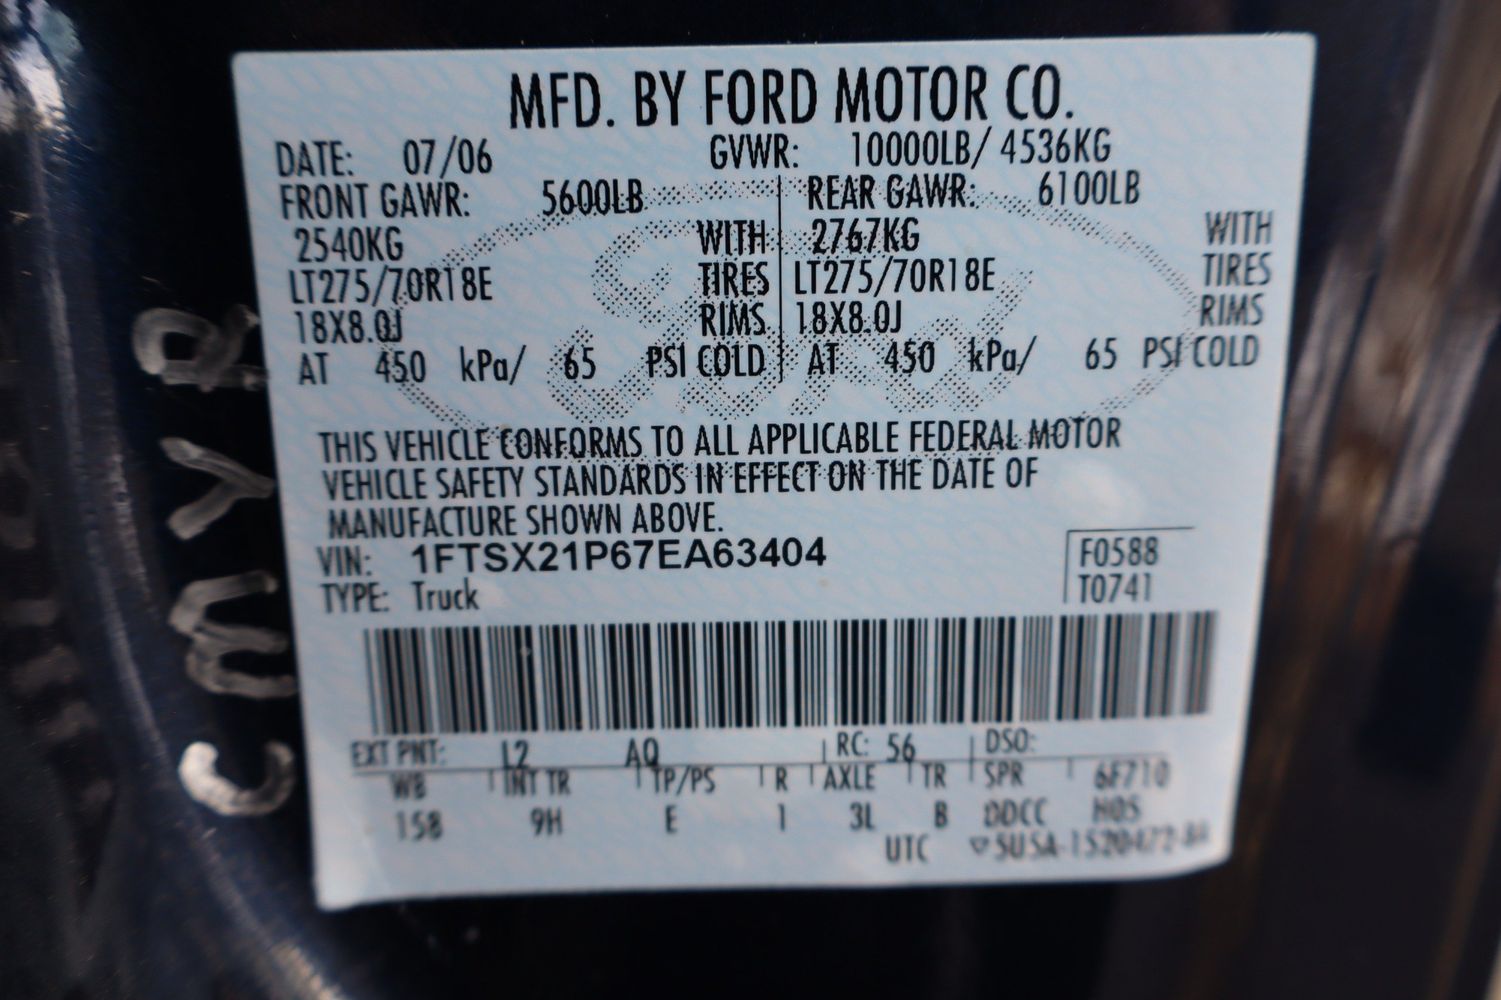 MFD. BY FORD MOTOR CO.
DATE: 07/06 GVWR: 10000LB/ 4536KG
FRONT GAWR: 5600LB REAR GAWR: 6100LB
2540KG WITH 2767KG WITH
LT275/70R18E TIRES LT275/70R18E TIRES
18X8.0J RIMS 18X8.0J RIMS
AT 450 kPa/ 65 PSI COLD AT 450 kPa/ 65 PSI COLD
THIS VEHICLE CONFORMS TO ALL APPLICABLE FEDERAL MOTOR
VEHICLE SAFETY STANDARDS IN EFFECT ON THE DATE OF
MANUFACTURE SHOWN ABOVE.
VIN: 1FTSX21P67EA63404 F0588
TYPE: Truck T0741
EXT PNT: L2 AQ RC: 56 DSO:
WB INT TR TP/PS R AXLE TR SPR 6F710
158 9H E 1 3L B DDCC H05
UTC ▽5U5A-1520472-